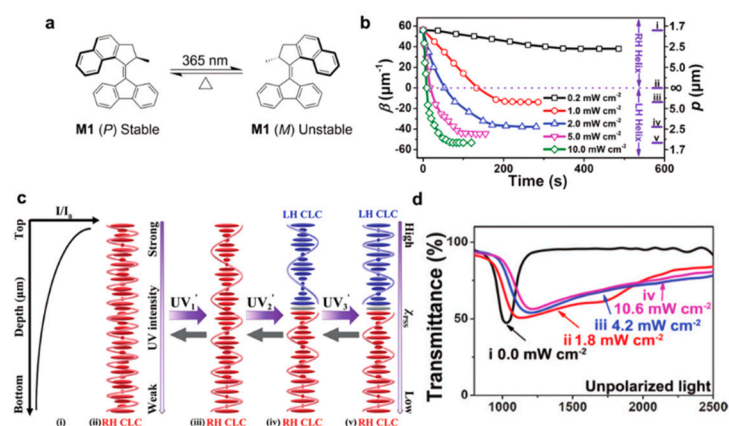 a
365 nm
△
M1 (P) Stable
M1 (M) Unstable
b
β (μm⁻¹)
60
40
20
0
-20
-40
-60
0
200
400
600
Time (s)
0.2 mW cm⁻²
1.0 mW cm⁻²
2.0 mW cm⁻²
5.0 mW cm⁻²
10.0 mW cm⁻²
RH Helix
LH Helix
i
ii
iii
iv
v
1.7
2.5
5.0
∞
5.0
2.5
1.7
p (μm)
c
I/I₀
Top
Depth (μm)
Bottom
Strong
UV intensity
Weak
UV₁'
UV₂'
UV₃'
LH CLC
LH CLC
High
Z_PSS
Low
(i)
(ii) RH CLC
(iii) RH CLC
(iv) RH CLC
(v) RH CLC
d
Transmittance (%)
100
50
0
1000
1500
2000
2500
iv
10.6 mW cm⁻²
iii 4.2 mW cm⁻²
ii 1.8 mW cm⁻²
i 0.0 mW cm⁻²
Unpolarized light